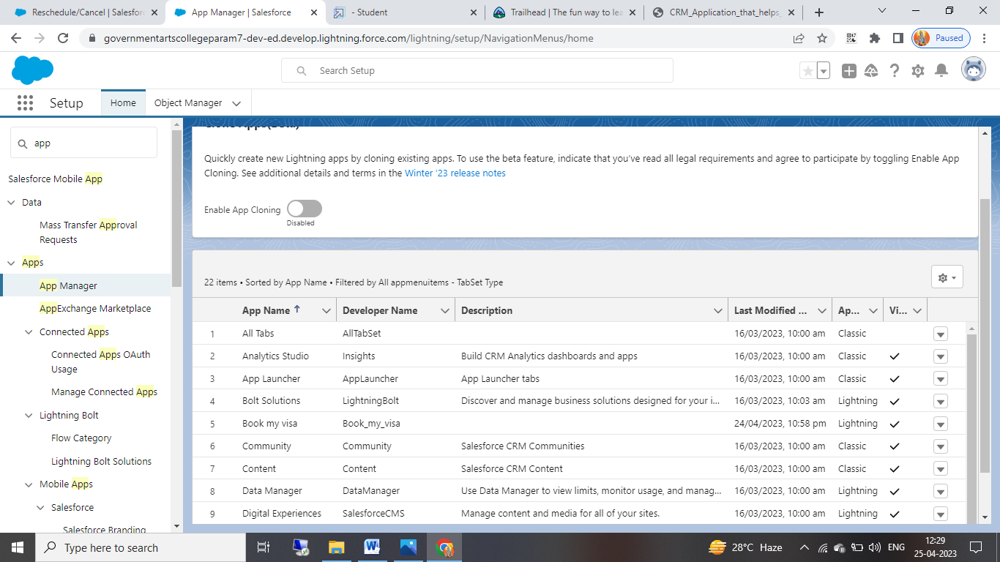 Reschedule/Cancel | Salesforc
App Manager | Salesforce
- Student
Trailhead | The fun way to lea
CRM_Application_that_helps_
governmentartscollegeparam7-dev-ed.develop.lightning.force.com/lightning/setup/NavigationMenus/home
Paused
Search Setup
Setup
Home
Object Manager
app
Salesforce Mobile App
Data
Mass Transfer Approval
Requests
Apps
App Manager
AppExchange Marketplace
Connected Apps
Connected Apps OAuth
Usage
Manage Connected Apps
Lightning Bolt
Flow Category
Lightning Bolt Solutions
Mobile Apps
Salesforce
Salesforce Branding
Quickly create new Lightning apps by cloning existing apps. To use the beta feature, indicate that you've read all legal requirements and agree to participate by toggling Enable App
Cloning. See additional details and terms in the Winter '23 release notes
Enable App Cloning
Disabled
22 items • Sorted by App Name • Filtered by All appmenuitems - TabSet Type
App Name Developer Name Description Last Modified ... Ap... Vi...
1 All Tabs AllTabSet 16/03/2023, 10:00 am Classic
2 Analytics Studio Insights Build CRM Analytics dashboards and apps 16/03/2023, 10:00 am Classic
3 App Launcher AppLauncher App Launcher tabs 16/03/2023, 10:00 am Classic
4 Bolt Solutions LightningBolt Discover and manage business solutions designed for your i... 16/03/2023, 10:03 am Lightning
5 Book my visa Book_my_visa 24/04/2023, 10:58 pm Lightning
6 Community Community Salesforce CRM Communities 16/03/2023, 10:00 am Classic
7 Content Content Salesforce CRM Content 16/03/2023, 10:00 am Classic
8 Data Manager DataManager Use Data Manager to view limits, monitor usage, and manag... 16/03/2023, 10:00 am Lightning
9 Digital Experiences SalesforceCMS Manage content and media for all of your sites. 16/03/2023, 10:00 am Lightning
Type here to search
28°C Haze
ENG
12:29
25-04-2023